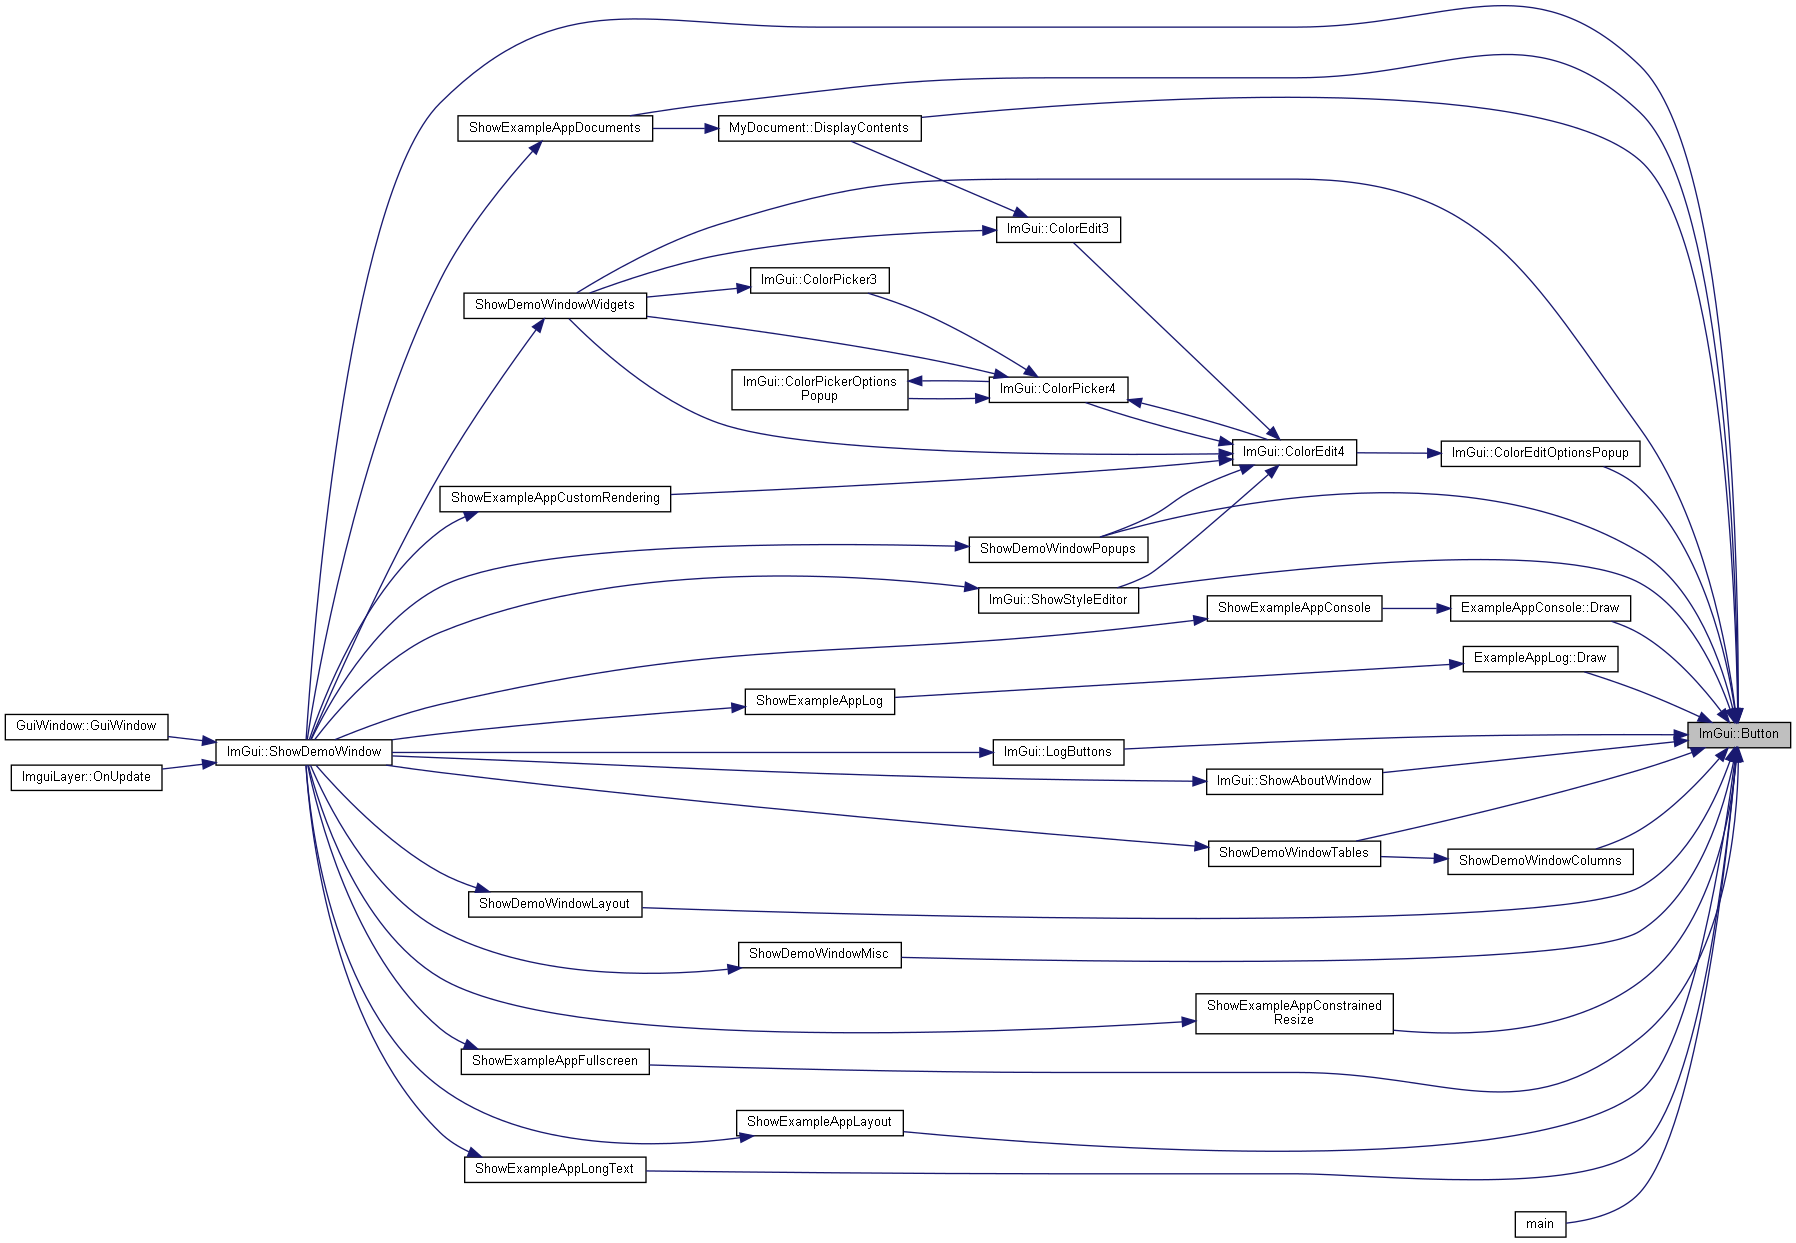 ShowExampleAppDocuments
MyDocument::DisplayContents
ImGui::ColorEdit3
ImGui::ColorPicker3
ShowDemoWindowWidgets
ImGui::ColorPickerOptions
Popup
ImGui::ColorPicker4
ImGui::ColorEdit4
ImGui::ColorEditOptionsPopup
ShowExampleAppCustomRendering
ShowDemoWindowPopups
ImGui::ShowStyleEditor
ShowExampleAppConsole
ExampleAppConsole::Draw
ExampleAppLog::Draw
ShowExampleAppLog
GuiWindow::GuiWindow
ImGui::Button
ImGui::ShowDemoWindow
ImGui::LogButtons
ImguiLayer::OnUpdate
ImGui::ShowAboutWindow
ShowDemoWindowTables
ShowDemoWindowColumns
ShowDemoWindowLayout
ShowDemoWindowMisc
ShowExampleAppConstrained
Resize
ShowExampleAppFullscreen
ShowExampleAppLayout
ShowExampleAppLongText
main